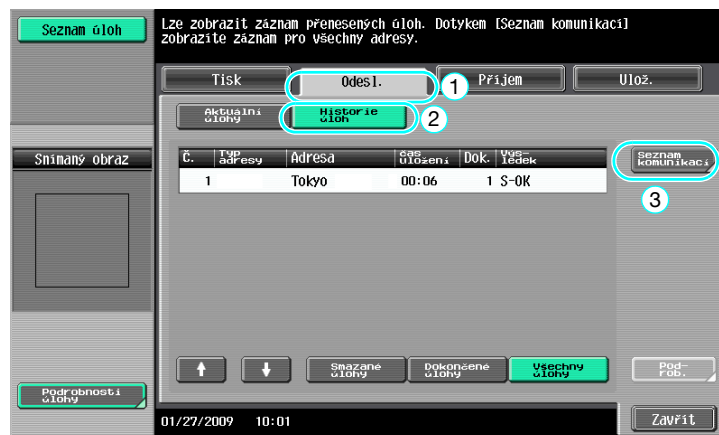 Seznam úloh
Lze zobrazit záznam přenesených úloh. Dotykem [Seznam komunikací]
zobrazíte záznam pro všechny adresy.
Tisk
Odesl.
Příjem
Ulož.
1
Aktuální
úlohy
Historie
úloh
2
Snímaný obraz
Č.
Typ
adresy
Adresa
čas
uložení
Dok.
Výs-
ledek
Seznam
komunikací
1 Tokyo 00:06 1 S-OK
3
Smazané
úlohy
Dokončené
úlohy
Všechny
úlohy
Pod-
rob.
Podrobnosti
úlohy
01/27/2009 10:01
Zavřít